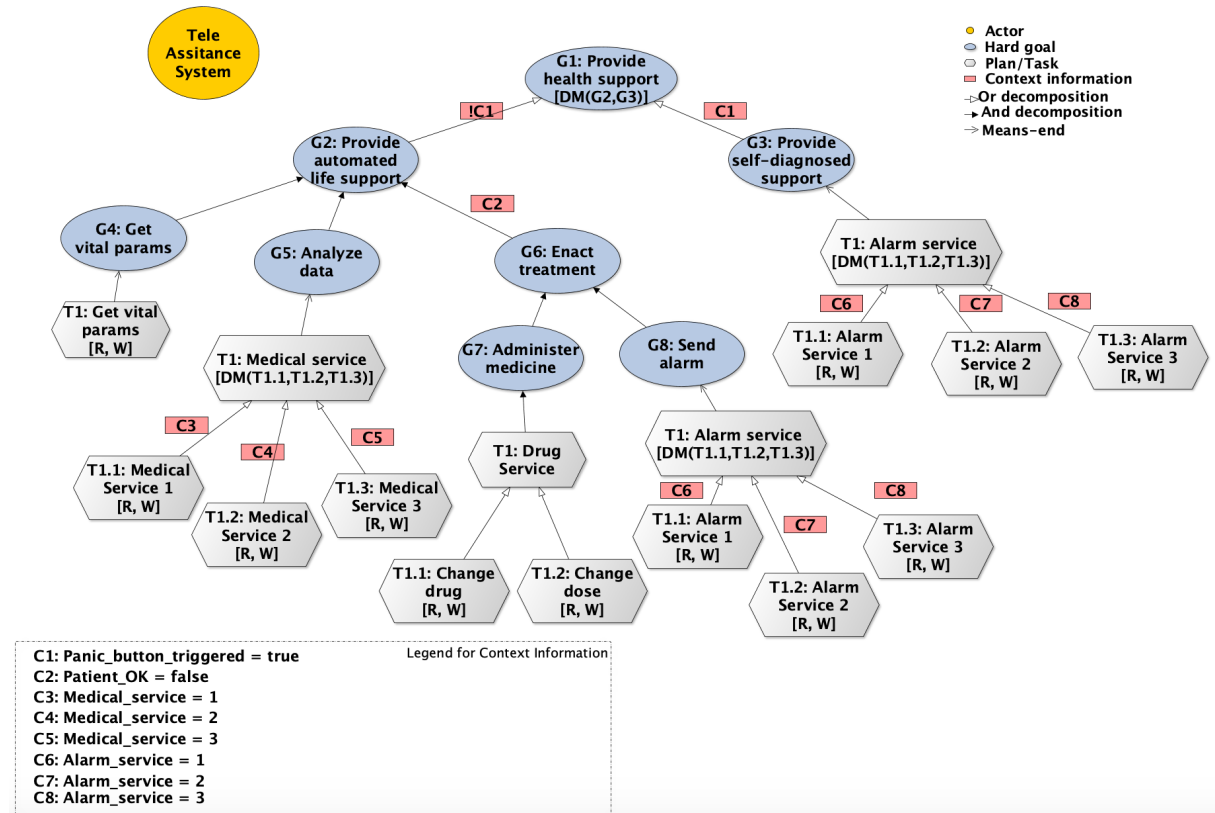 Tele
Assitance
System
Actor
Hard goal
Plan/Task
Context information
Or decomposition
And decomposition
Means-end
G1: Provide
health support
[DM(G2,G3)]
!C1
C1
G2: Provide
automated
life support
G3: Provide
self-diagnosed
support
C2
G4: Get
vital params
G5: Analyze
data
G6: Enact
treatment
T1: Alarm service
[DM(T1.1,T1.2,T1.3)]
C6
C7
C8
T1: Get vital
params
[R, W]
T1: Medical service
[DM(T1.1,T1.2,T1.3)]
G7: Administer
medicine
G8: Send
alarm
T1.1: Alarm
Service 1
[R, W]
T1.2: Alarm
Service 2
[R, W]
T1.3: Alarm
Service 3
[R, W]
C3
C4
C5
T1: Drug
Service
T1: Alarm service
[DM(T1.1,T1.2,T1.3)]
C6
C7
C8
T1.1: Medical
Service 1
[R, W]
T1.2: Medical
Service 2
[R, W]
T1.3: Medical
Service 3
[R, W]
T1.1: Change
drug
[R, W]
T1.2: Change
dose
[R, W]
T1.1: Alarm
Service 1
[R, W]
T1.2: Alarm
Service 2
[R, W]
T1.3: Alarm
Service 3
[R, W]
Legend for Context Information
C1: Panic_button_triggered = true
C2: Patient_OK = false
C3: Medical_service = 1
C4: Medical_service = 2
C5: Medical_service = 3
C6: Alarm_service = 1
C7: Alarm_service = 2
C8: Alarm_service = 3